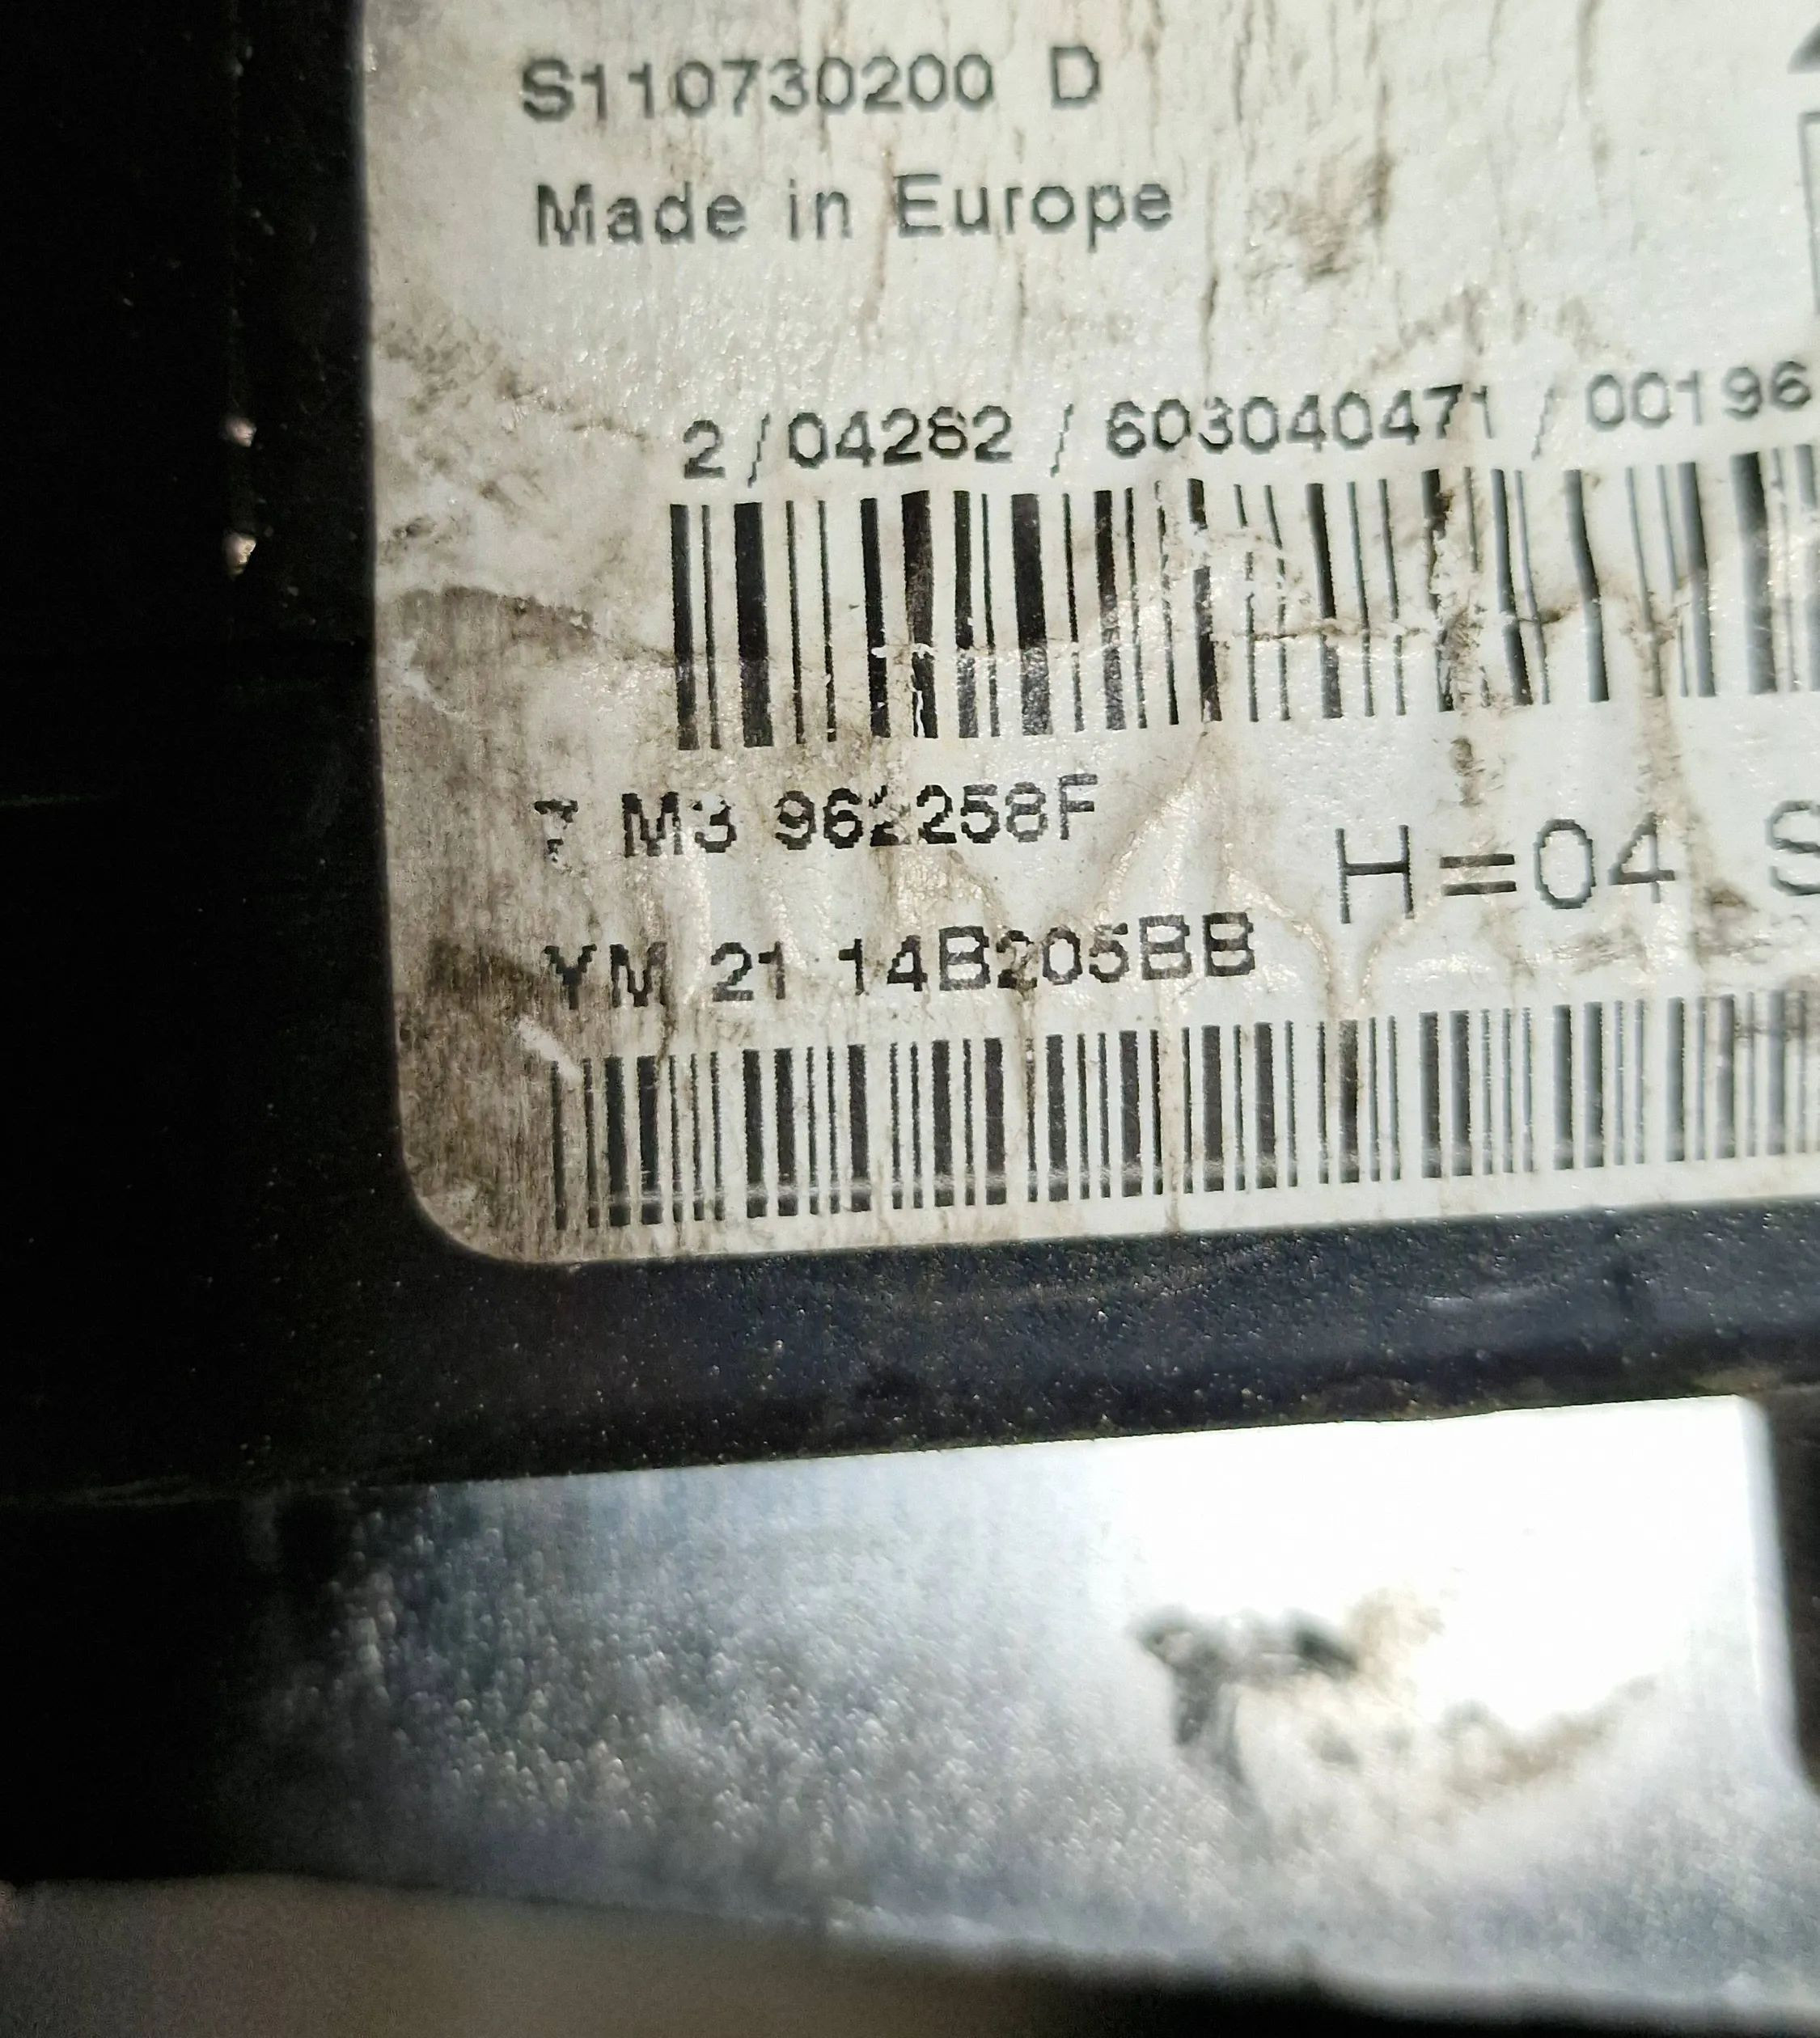 S110730200 D
Made in Europe
2/04262 / 603040471 / 00196
7 M3 962258F
H=04 S
YM 21 14B205BB